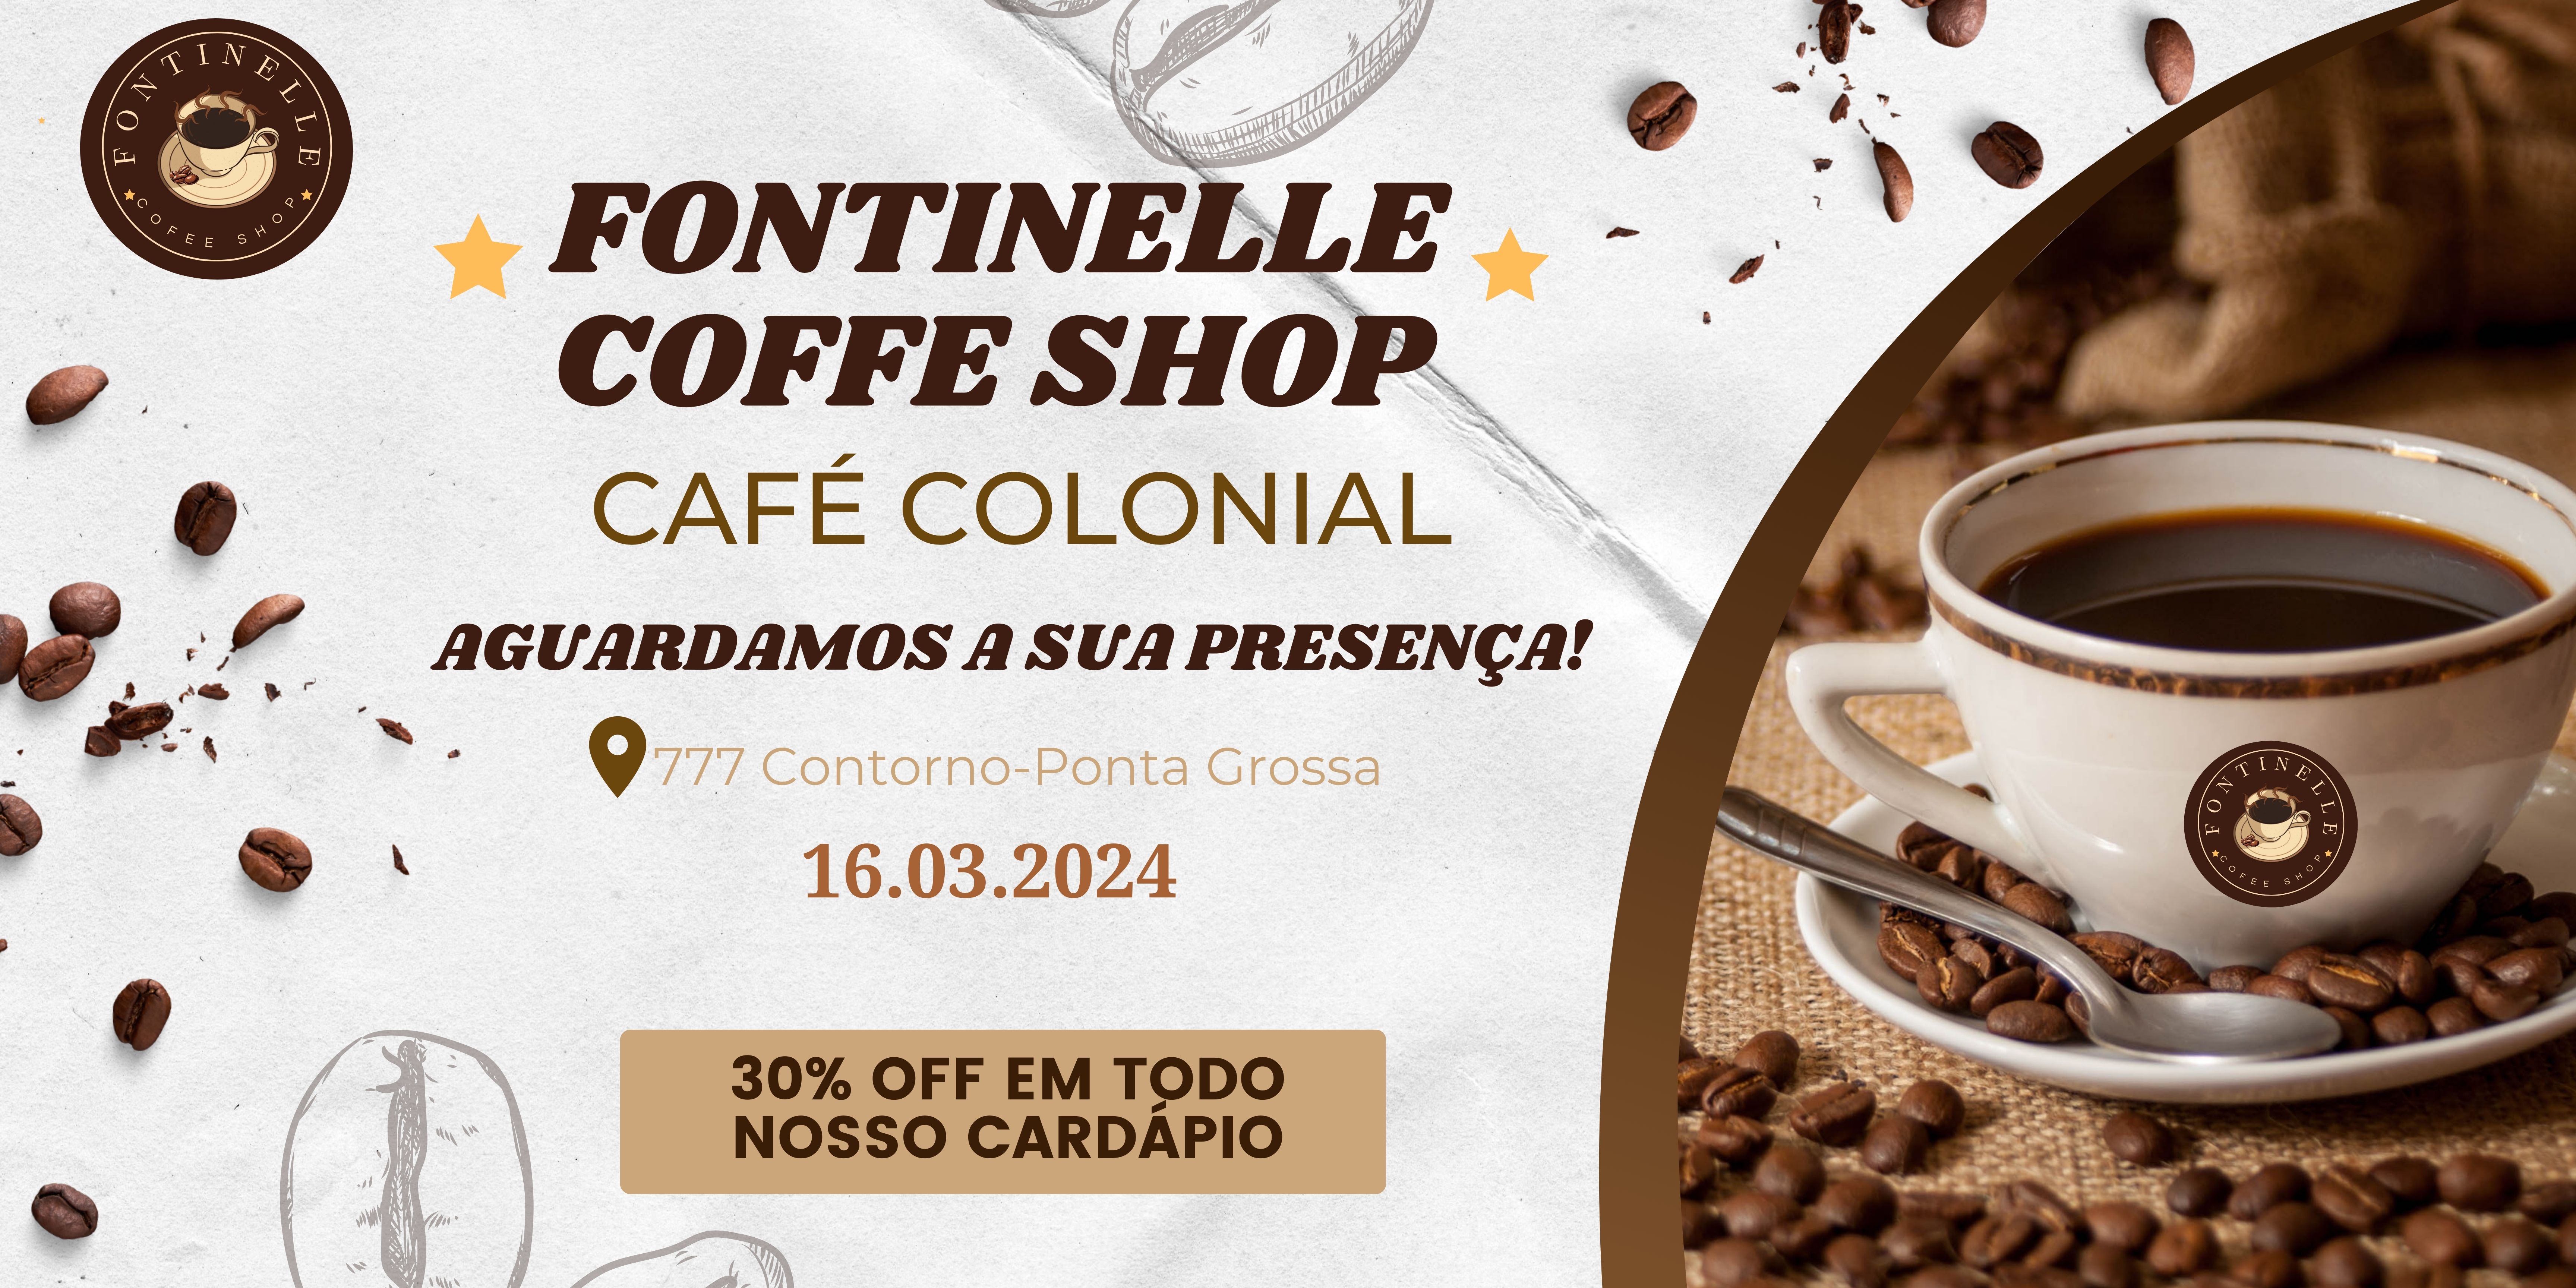 FONTINELLE
COFEE SHOP
FONTINELLE
COFFE SHOP
CAFÉ COLONIAL
AGUARDAMOS A SUA PRESENÇA!
777 Contorno-Ponta Grossa
16.03.2024
30% OFF EM TODO
NOSSO CARDÁPIO
FONTINELLE
COFEE SHOP